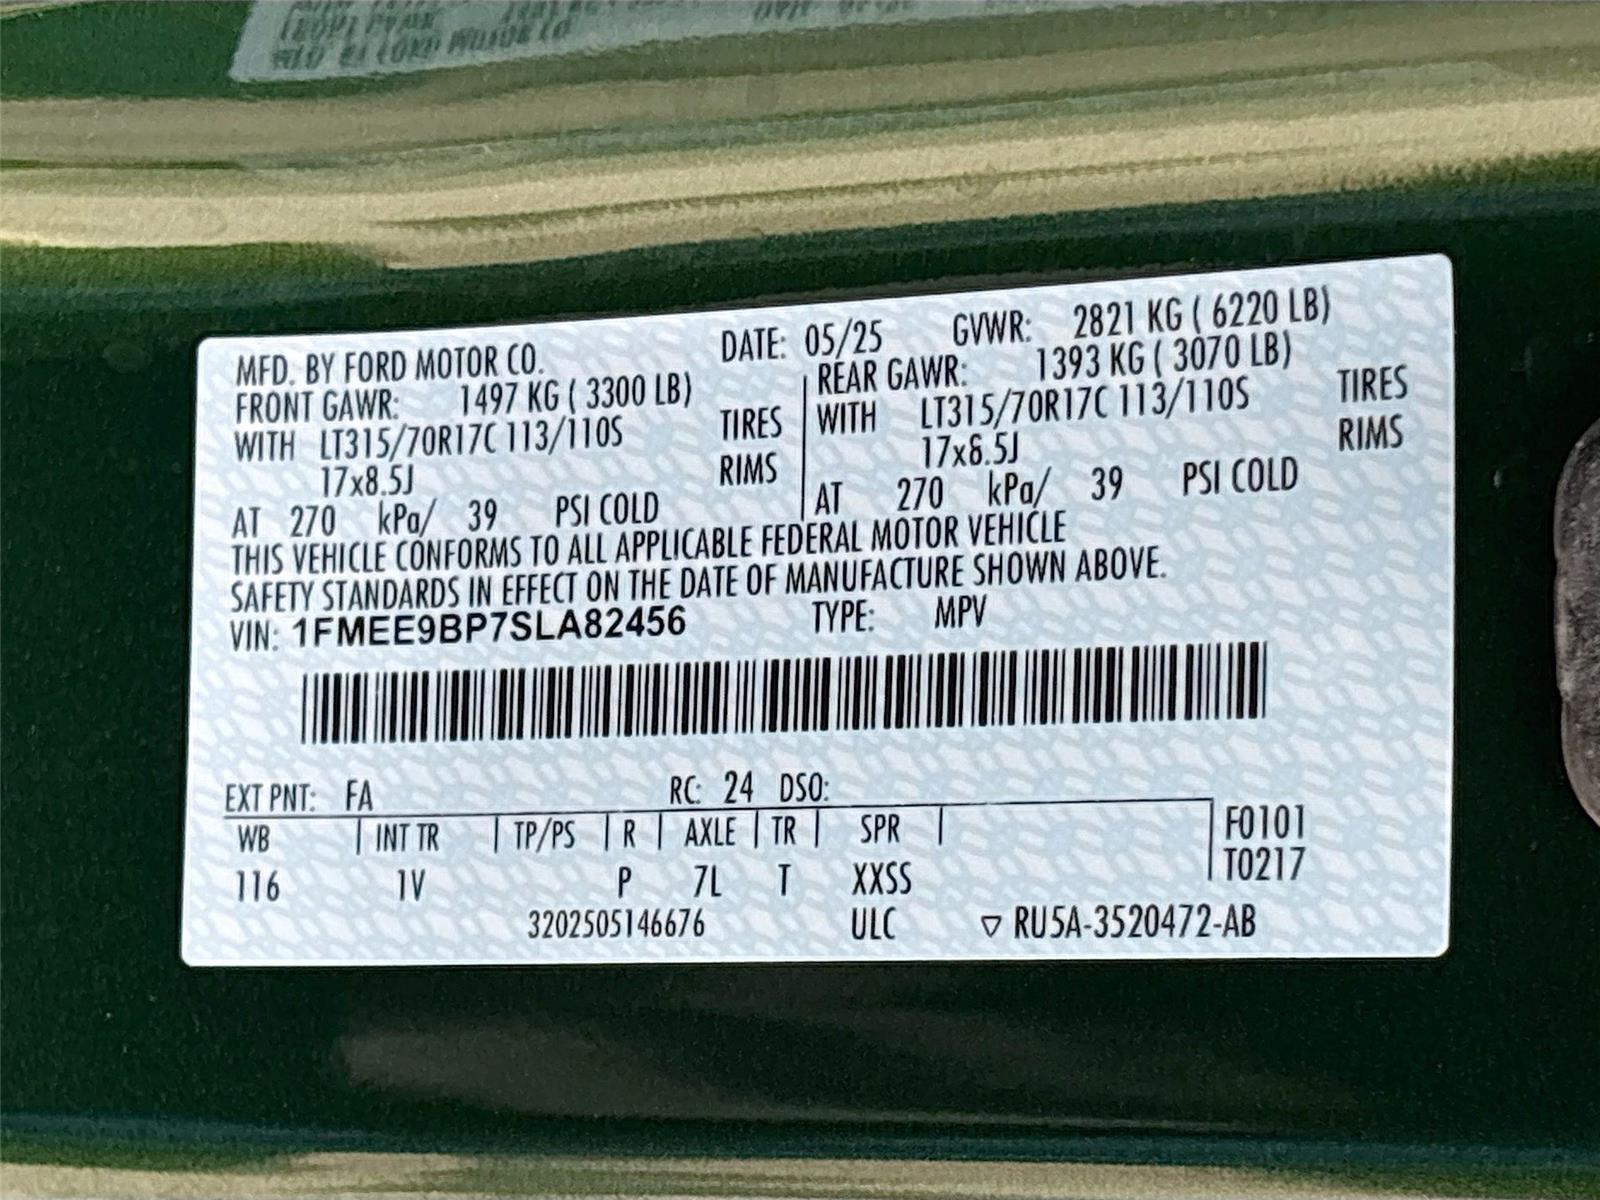 MFD. BY FORD MOTOR CO. DATE: 05/25 GVWR: 2821 KG ( 6220 LB)
FRONT GAWR: 1497 KG ( 3300 LB) REAR GAWR: 1393 KG ( 3070 LB)
WITH LT315/70R17C 113/110S TIRES WITH LT315/70R17C 113/110S TIRES
17x8.5J RIMS 17x8.5J RIMS
AT 270 kPa/ 39 PSI COLD AT 270 kPa/ 39 PSI COLD
THIS VEHICLE CONFORMS TO ALL APPLICABLE FEDERAL MOTOR VEHICLE
SAFETY STANDARDS IN EFFECT ON THE DATE OF MANUFACTURE SHOWN ABOVE.
VIN: 1FMEE9BP7SLA82456 TYPE: MPV
EXT PNT: FA RC: 24 DSO:
WB INT TR TP/PS R AXLE TR SPR F0101
T0217
116 1V P 7L T XXSS
3202505146676 ULC ▽ RU5A-3520472-AB